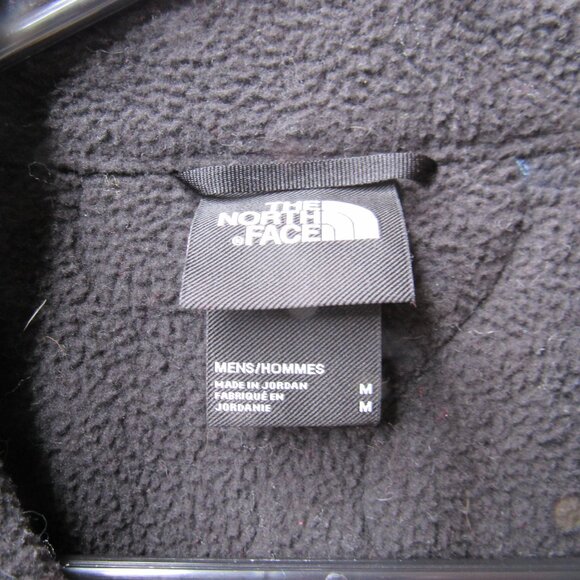 THE
NORTH
FACE
MENS/HOMMES
MADE IN JORDAN M
FABRIQUÉ EN
JORDANIE M